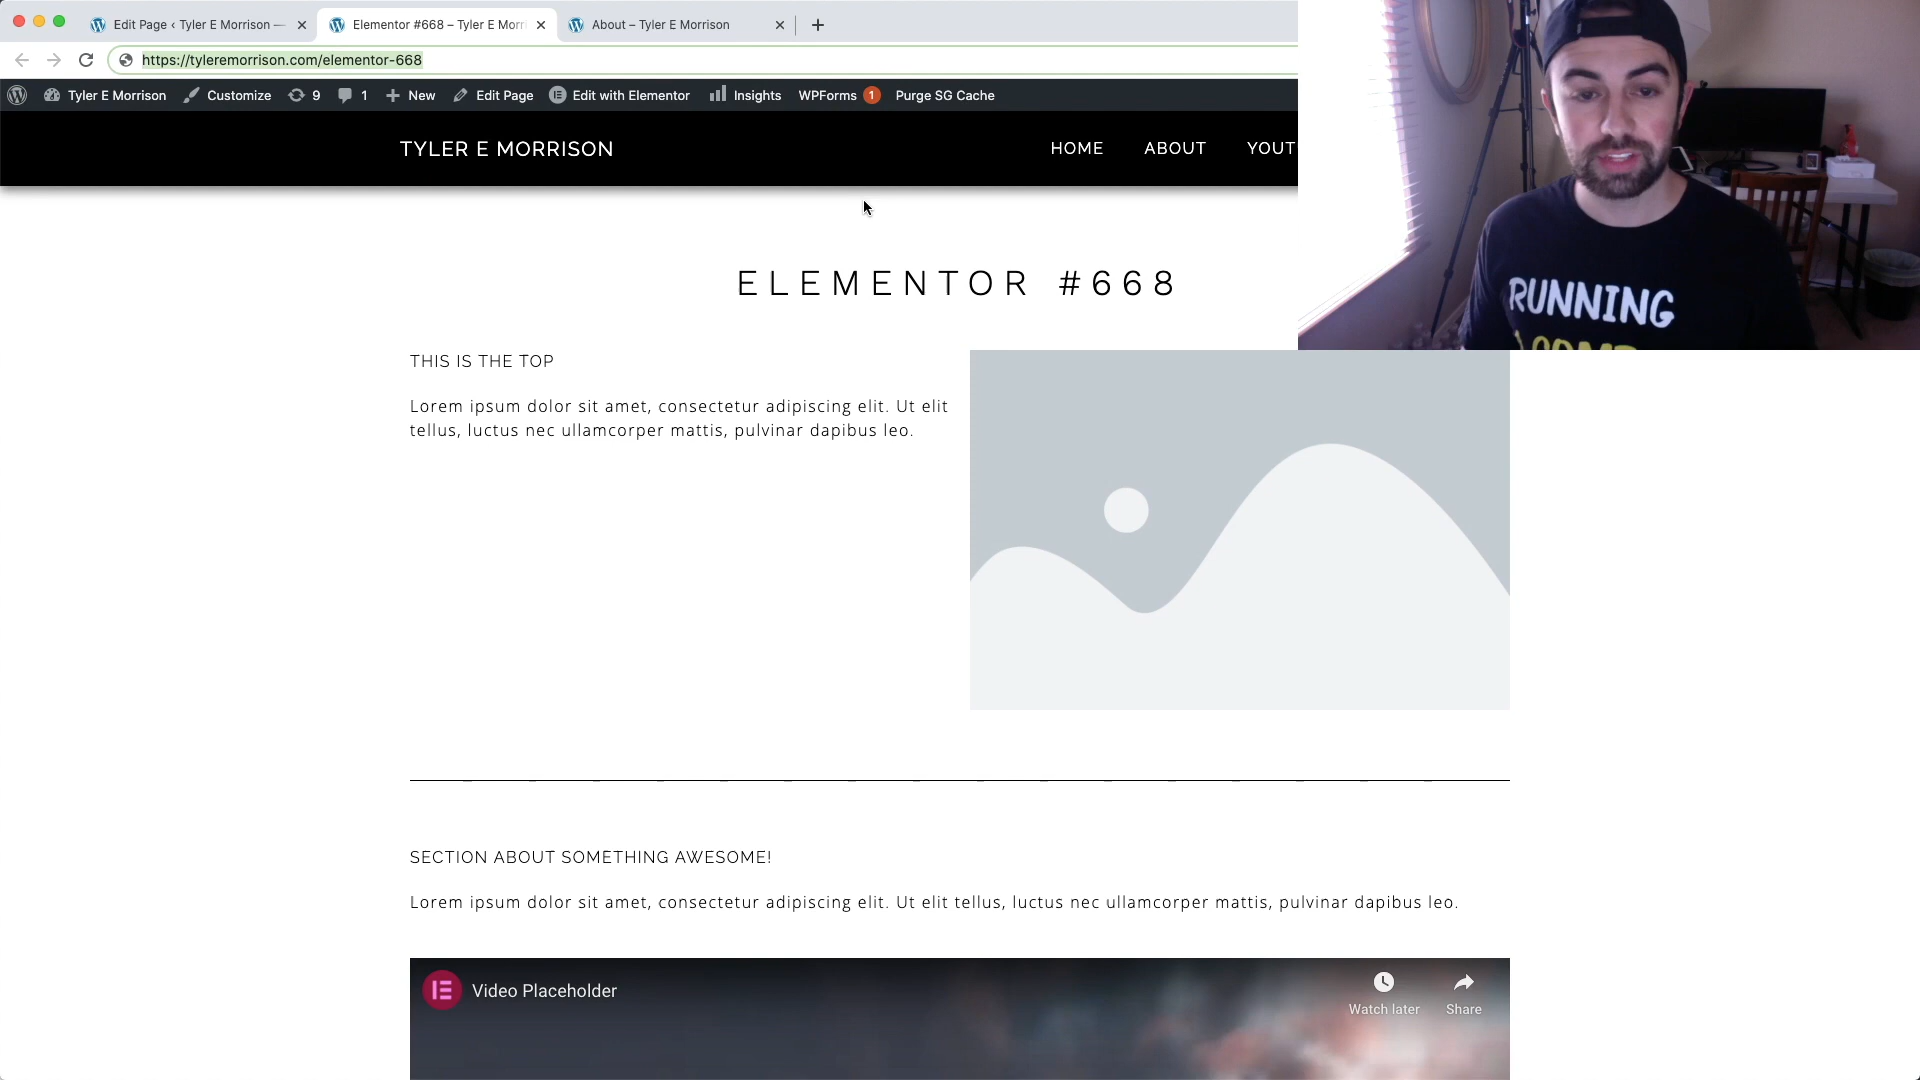 Edit Page ‹ Tyler E Morrison —
Elementor #668 – Tyler E Morri
About – Tyler E Morrison
https://tyleremorrison.com/elementor-668
Tyler E Morrison
Customize
9
1
New
Edit Page
Edit with Elementor
Insights
WPForms 1
Purge SG Cache
TYLER E MORRISON
HOME
ABOUT
YOUT
RUNNING
ELEMENTOR #668
THIS IS THE TOP
Lorem ipsum dolor sit amet, consectetur adipiscing elit. Ut elit
tellus, luctus nec ullamcorper mattis, pulvinar dapibus leo.
SECTION ABOUT SOMETHING AWESOME!
Lorem ipsum dolor sit amet, consectetur adipiscing elit. Ut elit tellus, luctus nec ullamcorper mattis, pulvinar dapibus leo.
Video Placeholder
Watch later
Share